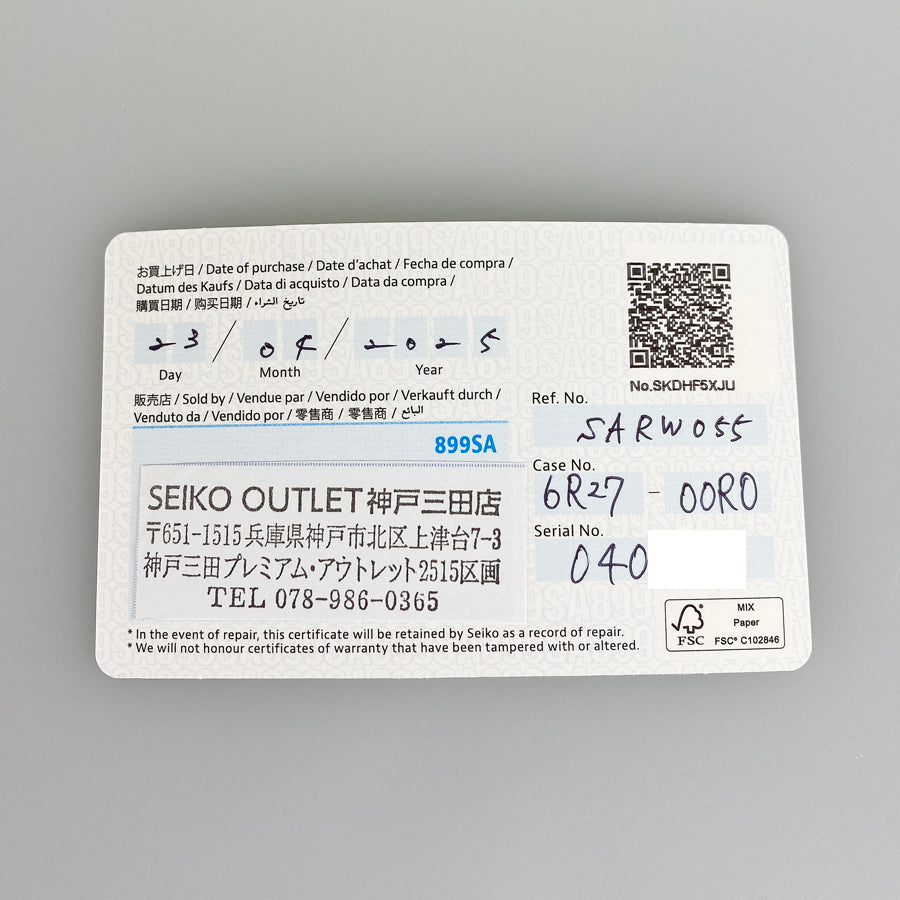 お買上げ日 / Date of purchase / Date d'achat / Fecha de compra /
Datum des Kaufs / Data di acquisto / Data da compra /
購買日期 / 购买日期 / تاريخ الشراء
23 / 04 / 2025
Day Month Year
販売店 / Sold by / Vendue par / Vendido por / Verkauft durch /
Venduto da / Vendido por / 零售商 / 零售商 / البائع
899SA
SEIKO OUTLET神戸三田店
〒651-1515兵庫県神戸市北区上津台7-3
神戸三田プレミアム・アウトレット2515区画
TEL 078-986-0365
No.SKDHF5XJU
Ref. No.
SARW055
Case No.
6R27 - 00R0
Serial No.
040
MIX
Paper
FSC
FSC® C102846
* In the event of repair, this certificate will be retained by Seiko as a record of repair.
* We will not honour certificates of warranty that have been tampered with or altered.